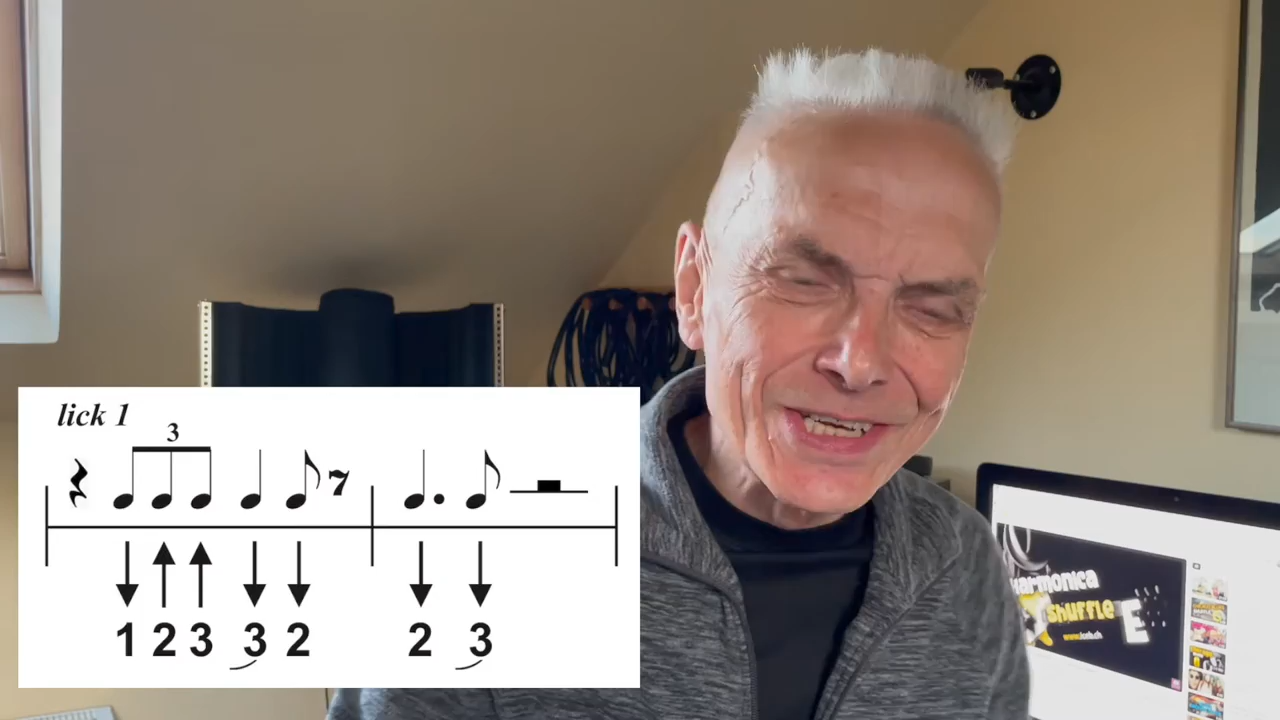 lick 1
3
1 2 3 3 2 2 3
harmonica
shuffle E